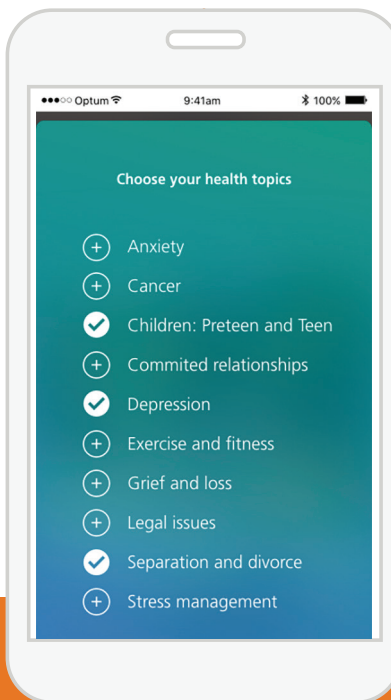 Optum 9:41am 100%
Choose your health topics
Anxiety
Cancer
Children: Preteen and Teen
Commited relationships
Depression
Exercise and fitness
Grief and loss
Legal issues
Separation and divorce
Stress management